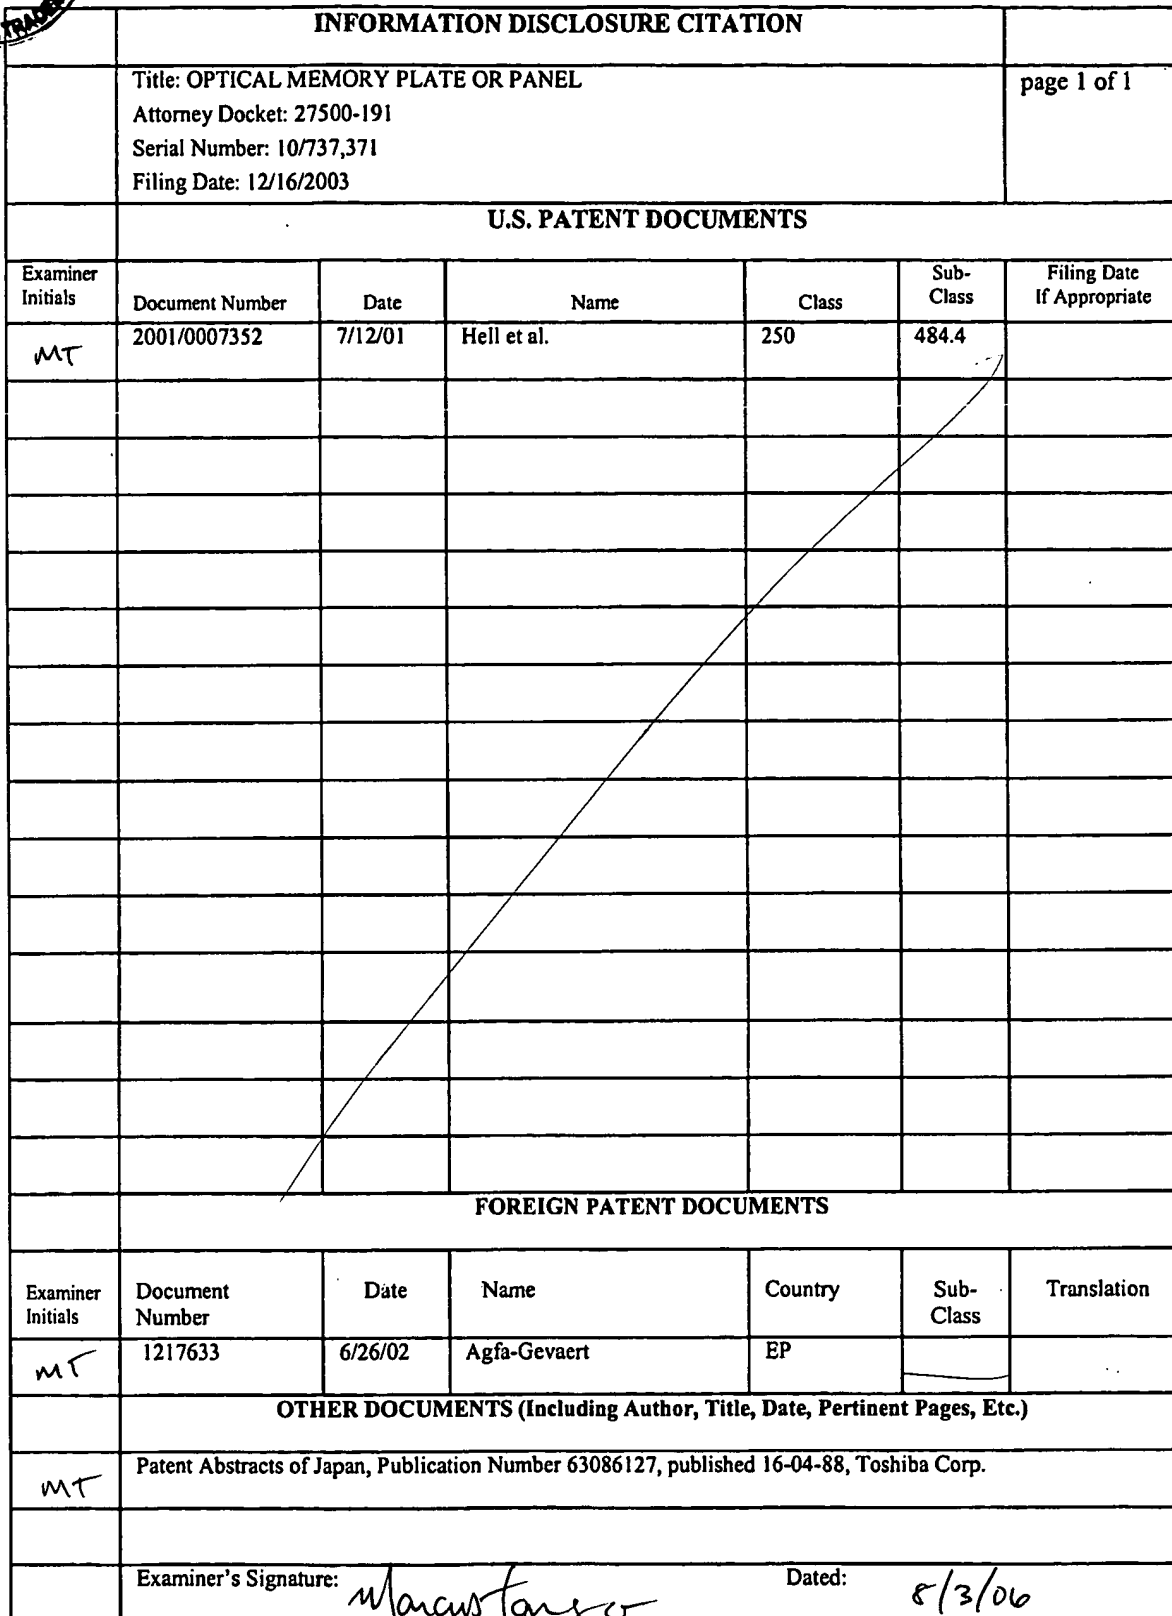 INFORMATION DISCLOSURE CITATION
Title: OPTICAL MEMORY PLATE OR PANEL
page 1 of 1
Attorney Docket: 27500-191
Serial Number: 10/737,371
Filing Date: 12/16/2003
U.S. PATENT DOCUMENTS
Examiner Initials Document Number Date Name Class Sub-Class Filing Date If Appropriate
MT 2001/0007352 7/12/01 Hell et al. 250 484.4
FOREIGN PATENT DOCUMENTS
Examiner Initials Document Number Date Name Country Sub-Class Translation
MT 1217633 6/26/02 Agfa-Gevaert EP
OTHER DOCUMENTS (Including Author, Title, Date, Pertinent Pages, Etc.)
MT Patent Abstracts of Japan, Publication Number 63086127, published 16-04-88, Toshiba Corp.
Examiner's Signature: Marcus Dated: 8/3/06